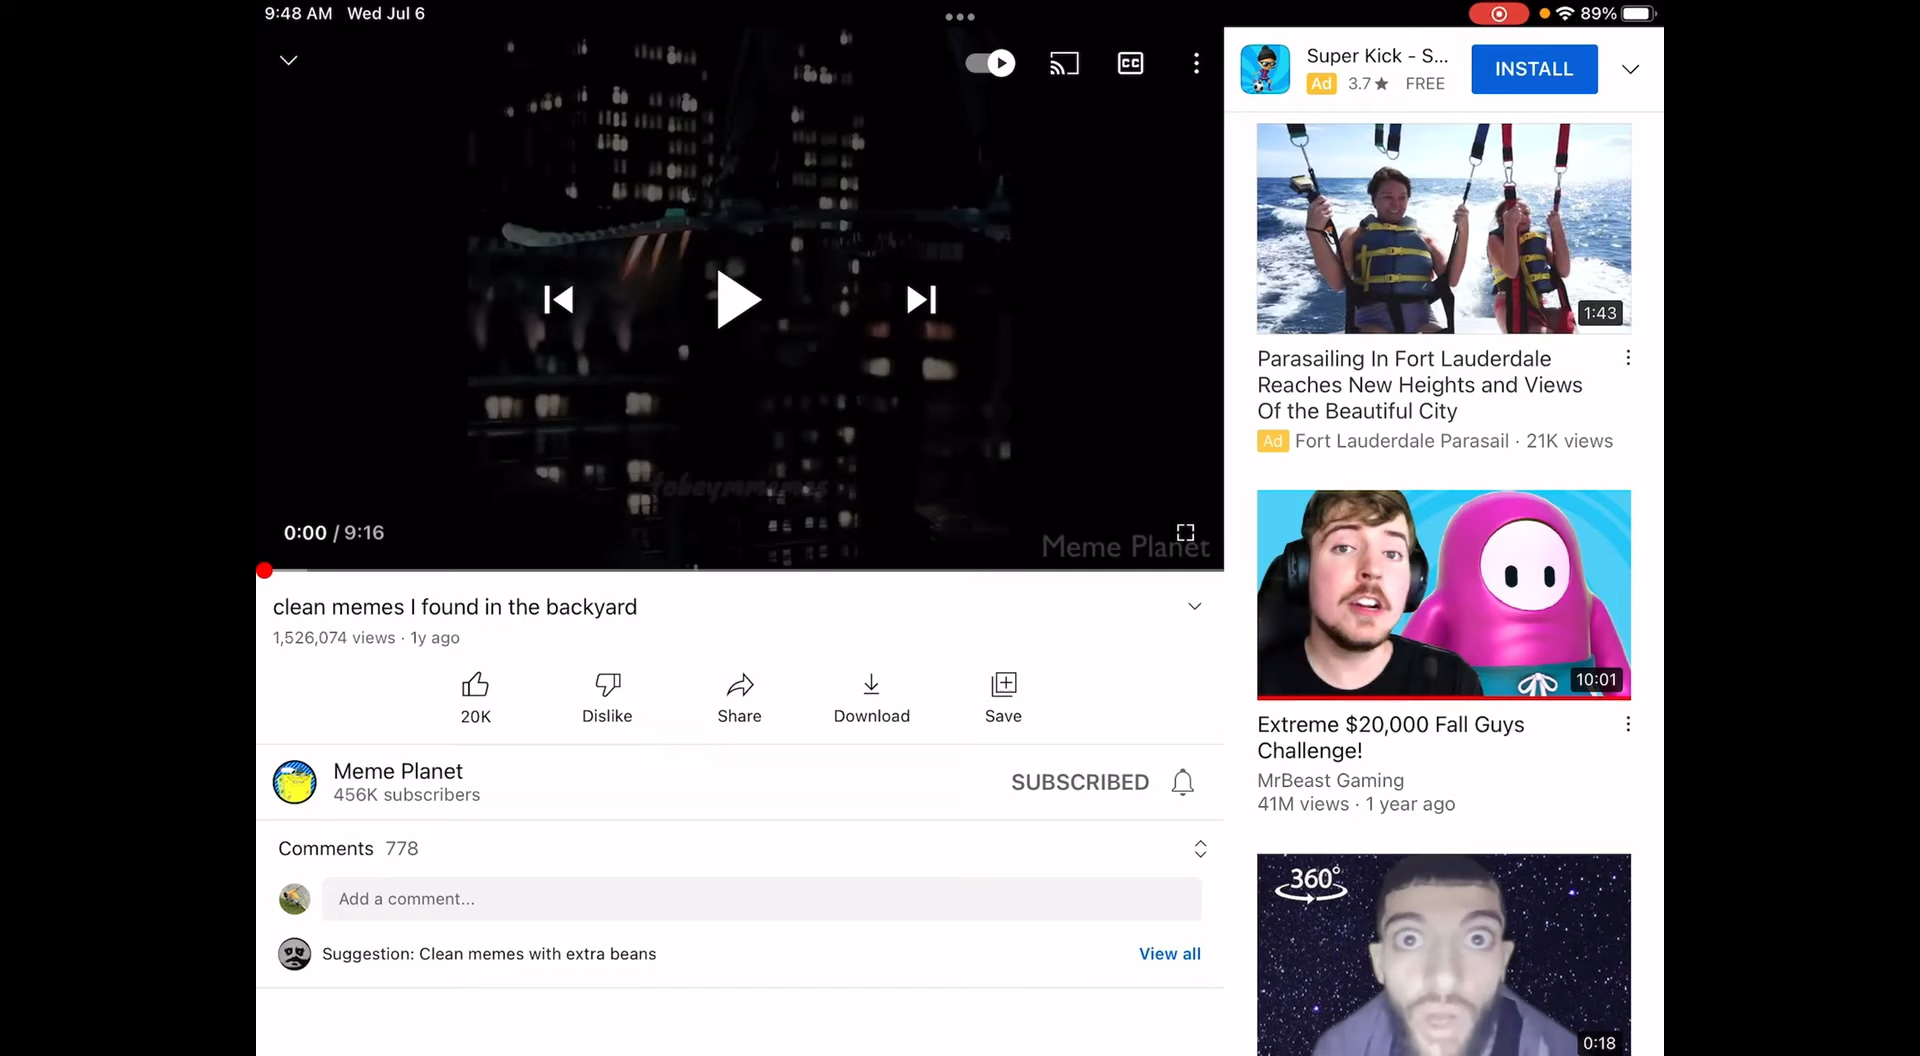 9:48 AM Wed Jul 6
89%
CC
0:00 / 9:16
tobeymmemes
Meme Planet
clean memes I found in the backyard
1,526,074 views · 1y ago
20K
Dislike
Share
Download
Save
Meme Planet
456K subscribers
SUBSCRIBED
Comments 778
Add a comment...
Suggestion: Clean memes with extra beans
View all
Super Kick - S...
Ad 3.7★ FREE
INSTALL
1:43
Parasailing In Fort Lauderdale
Reaches New Heights and Views
Of the Beautiful City
Ad Fort Lauderdale Parasail · 21K views
10:01
Extreme $20,000 Fall Guys
Challenge!
MrBeast Gaming
41M views · 1 year ago
360°
0:18